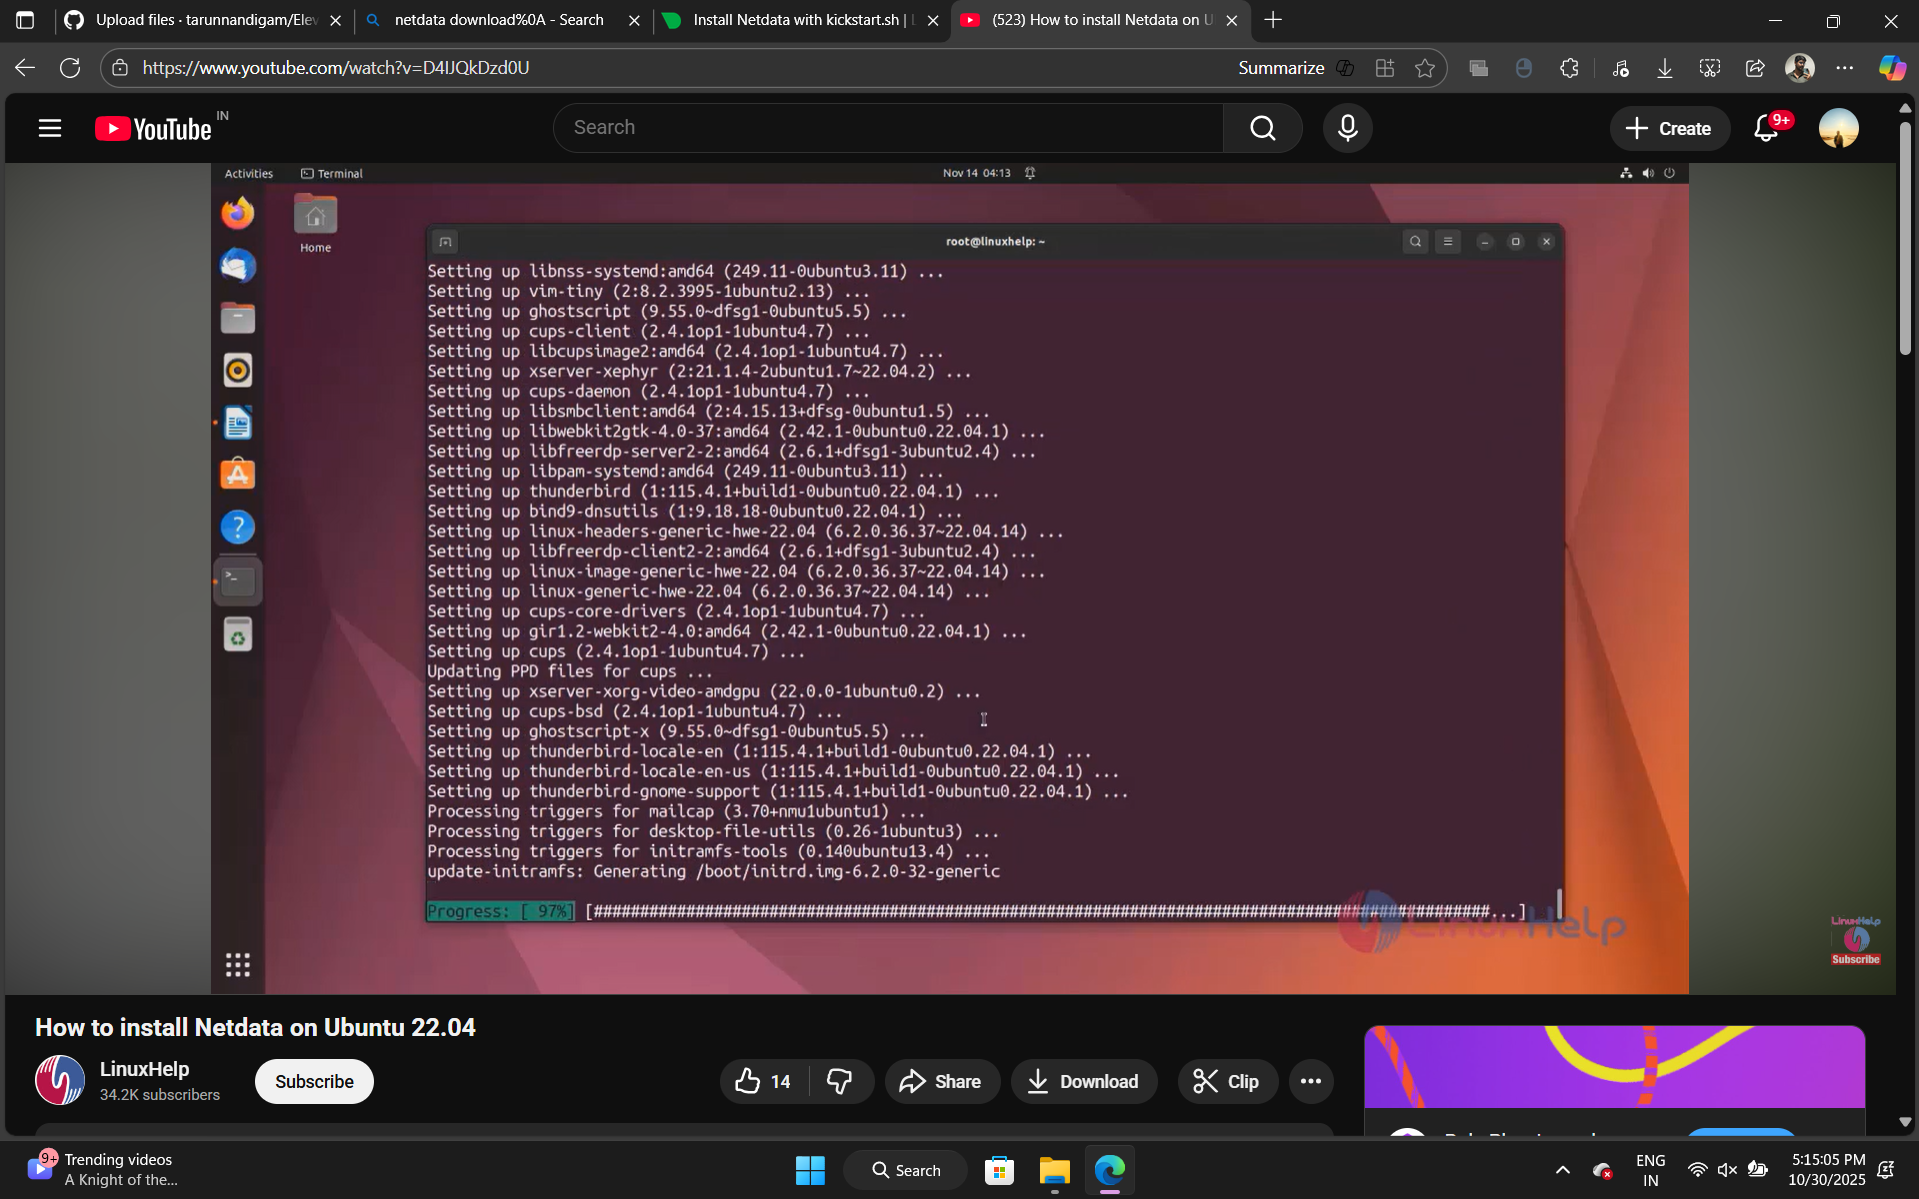 Upload files · tarunnandigam/Ele
netdata download%0A - Search
Install Netdata with kickstart.sh |
(523) How to install Netdata on U
https://www.youtube.com/watch?v=D4IJQkDzd0U
Summarize
YouTube IN
Search
Create
9+
Activities
Terminal
Nov 14 04:13
Home
root@linuxhelp: ~
Setting up libnss-systemd:amd64 (249.11-0ubuntu3.11) ...
Setting up vim-tiny (2:8.2.3995-1ubuntu2.13) ...
Setting up ghostscript (9.55.0~dfsg1-0ubuntu5.5) ...
Setting up cups-client (2.4.1op1-1ubuntu4.7) ...
Setting up libcupsimage2:amd64 (2.4.1op1-1ubuntu4.7) ...
Setting up xserver-xephyr (2:21.1.4-2ubuntu1.7~22.04.2) ...
Setting up cups-daemon (2.4.1op1-1ubuntu4.7) ...
Setting up libsmbclient:amd64 (2:4.15.13+dfsg-0ubuntu1.5) ...
Setting up libwebkit2gtk-4.0-37:amd64 (2.42.1-0ubuntu0.22.04.1) ...
Setting up libfreerdp-server2-2:amd64 (2.6.1+dfsg1-3ubuntu2.4) ...
Setting up libpam-systemd:amd64 (249.11-0ubuntu3.11) ...
Setting up thunderbird (1:115.4.1+build1-0ubuntu0.22.04.1) ...
Setting up bind9-dnsutils (1:9.18.18-0ubuntu0.22.04.1) ...
Setting up linux-headers-generic-hwe-22.04 (6.2.0.36.37~22.04.14) ...
Setting up libfreerdp-client2-2:amd64 (2.6.1+dfsg1-3ubuntu2.4) ...
Setting up linux-image-generic-hwe-22.04 (6.2.0.36.37~22.04.14) ...
Setting up linux-generic-hwe-22.04 (6.2.0.36.37~22.04.14) ...
Setting up cups-core-drivers (2.4.1op1-1ubuntu4.7) ...
Setting up gir1.2-webkit2-4.0:amd64 (2.42.1-0ubuntu0.22.04.1) ...
Setting up cups (2.4.1op1-1ubuntu4.7) ...
Updating PPD files for cups ...
Setting up xserver-xorg-video-amdgpu (22.0.0-1ubuntu0.2) ...
Setting up cups-bsd (2.4.1op1-1ubuntu4.7) ...
Setting up ghostscript-x (9.55.0~dfsg1-0ubuntu5.5) ...
Setting up thunderbird-locale-en (1:115.4.1+build1-0ubuntu0.22.04.1) ...
Setting up thunderbird-locale-en-us (1:115.4.1+build1-0ubuntu0.22.04.1) ...
Setting up thunderbird-gnome-support (1:115.4.1+build1-0ubuntu0.22.04.1) ...
Processing triggers for mailcap (3.70+nmu1ubuntu1) ...
Processing triggers for desktop-file-utils (0.26-1ubuntu3) ...
Processing triggers for initramfs-tools (0.140ubuntu13.4) ...
update-initramfs: Generating /boot/initrd.img-6.2.0-32-generic
Progress: [ 97%]
LinuxHelp
LinuxHelp
Subscribe
How to install Netdata on Ubuntu 22.04
LinuxHelp
34.2K subscribers
Subscribe
14
Share
Download
Clip
9+
Trending videos
A Knight of the...
Search
ENG
IN
5:15:05 PM
10/30/2025